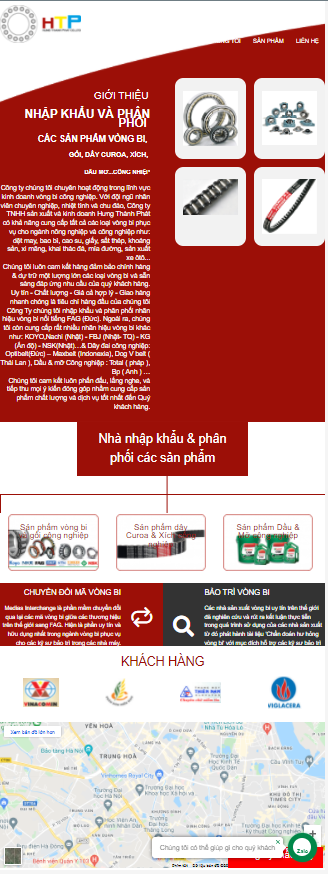 HTP
SẢN PHẨM
LIÊN HỆ
GIỚI THIỆU
NHẬP KHẨU VÀ PHÂN
PHỐI
CÁC SẢN PHẨM VÒNG BI,
GỐI, DÂY CUROA, XÍCH,
DẦU MỠ...CÔNG NGHIỆP
Công ty chúng tôi chuyên hoạt động trong lĩnh vực
kinh doanh vòng bi công nghiệp. Với đội ngũ nhân
viên chuyên nghiệp, nhiệt tình và chu đáo, Công ty
TNHH sản xuất và kinh doanh Hưng Thành Phát
có khả năng cung cấp tất cả các loại vòng bi phục
vụ cho ngành nông nghiệp và công nghiệp như:
dệt may, bao bì, cao su, giấy, sắt thép, khoáng
sản, xi măng, khai thác đá, mía đường, sản xuất
xe ôtô...
Chúng tôi luôn cam kết hàng đảm bảo chính hãng
& dự trữ một lượng lớn các loại vòng bi và sẵn
sàng đáp ứng nhu cầu của quý khách hàng.
Uy tín - Chất lượng - Giá cả hợp lý - Giao hàng
nhanh chóng là tiêu chí hàng đầu của chúng tôi
Công Ty chúng tôi nhập khẩu và phân phối nhãn
hiệu vòng bi nổi tiếng FAG (Đức). Ngoài ra, chúng
tôi còn cung cấp rất nhiều nhãn hiệu vòng bi khác
như: KOYO,Nachi (Nhật) - FBJ (Nhật- TQ) - KG
(Ấn độ) - NSK(Nhật)...& Dây đai công nghiệp:
Optibelt(Đức) – Maxbelt (Indonexia), Dog V belt (
Thái Lan ), Dầu & mỡ Công nghiệp : Total ( pháp ),
Bp ( Anh ) ...
Chúng tôi cam kết luôn phấn đấu, lắng nghe, và
tiếp thu mọi ý kiến đóng góp nhằm cung cấp sản
phẩm chất lượng và dịch vụ tốt nhất đến Quý
khách hàng.
Nhà nhập khẩu & phân
phối các sản phẩm
Sản phẩm vòng bi
gối công nghiệp
Sản phẩm dây
Curoa & Xích công
nghiệp
Sản phẩm Dầu &
Mỡ công nghiệp
CHUYỂN ĐỔI MÃ VÒNG BI
Medias Interchange là phần mềm chuyển đổi
qua lại các mã vòng bi giữa các thương hiệu
trên thế giới sang FAG. Hiện là phần uy tín và
hữu dụng nhất trong ngành vòng bi phục vụ
cho các kỹ sư bảo trì trong các nhà máy.
BẢO TRÌ VÒNG BI
Các nhà sản xuất vòng bi uy tín trên thế giới
đã nghiên cứu và rút ra kết luận thực tiễn
trong quá trình sử dụng của các nhà sản xuất
từ đó phát hành tài liệu 'Chẩn đoán hư hỏng
vòng bi' với mục đích hỗ trợ các kỹ sư bảo trì
KHÁCH HÀNG
VINACOMIN
VIGLACERA
Xem bản đồ lớn hơn
YÊN HOÀ
TRUNG HOÀ
Vinhomes Royal City
Bệnh viện Quân Y 103
Chúng tôi có thể giúp gì cho quý khách
Zalo